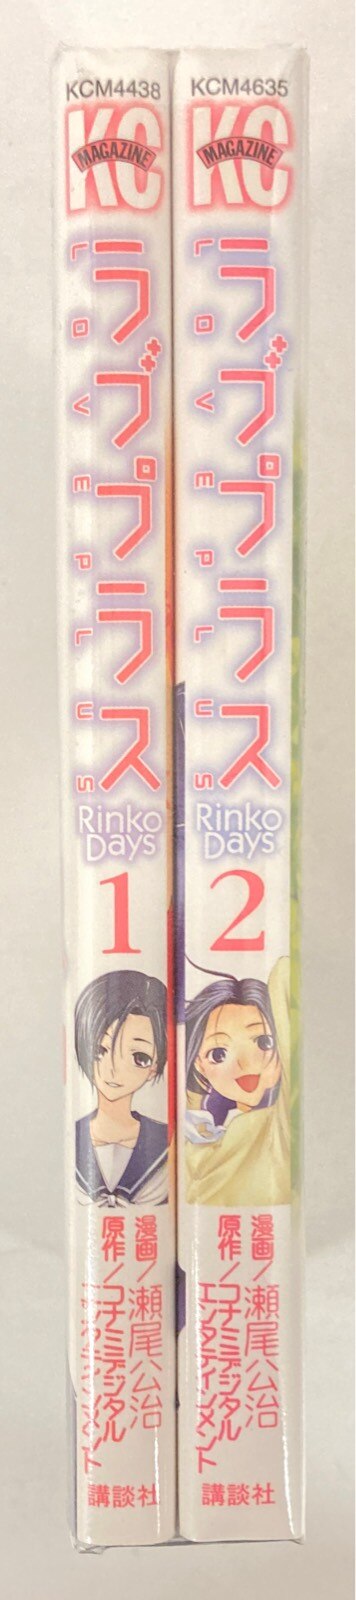 KCM4438
KC
MAGAZINE
ラブプラス
LOVEPLUS
Rinko
Days
1
漫画/瀬尾公治
原作/コナミデジタル
エンタテインメント
講談社
KCM4635
KC
MAGAZINE
ラブプラス
LOVEPLUS
Rinko
Days
2
漫画/瀬尾公治
原作/コナミデジタル
エンタテインメント
講談社